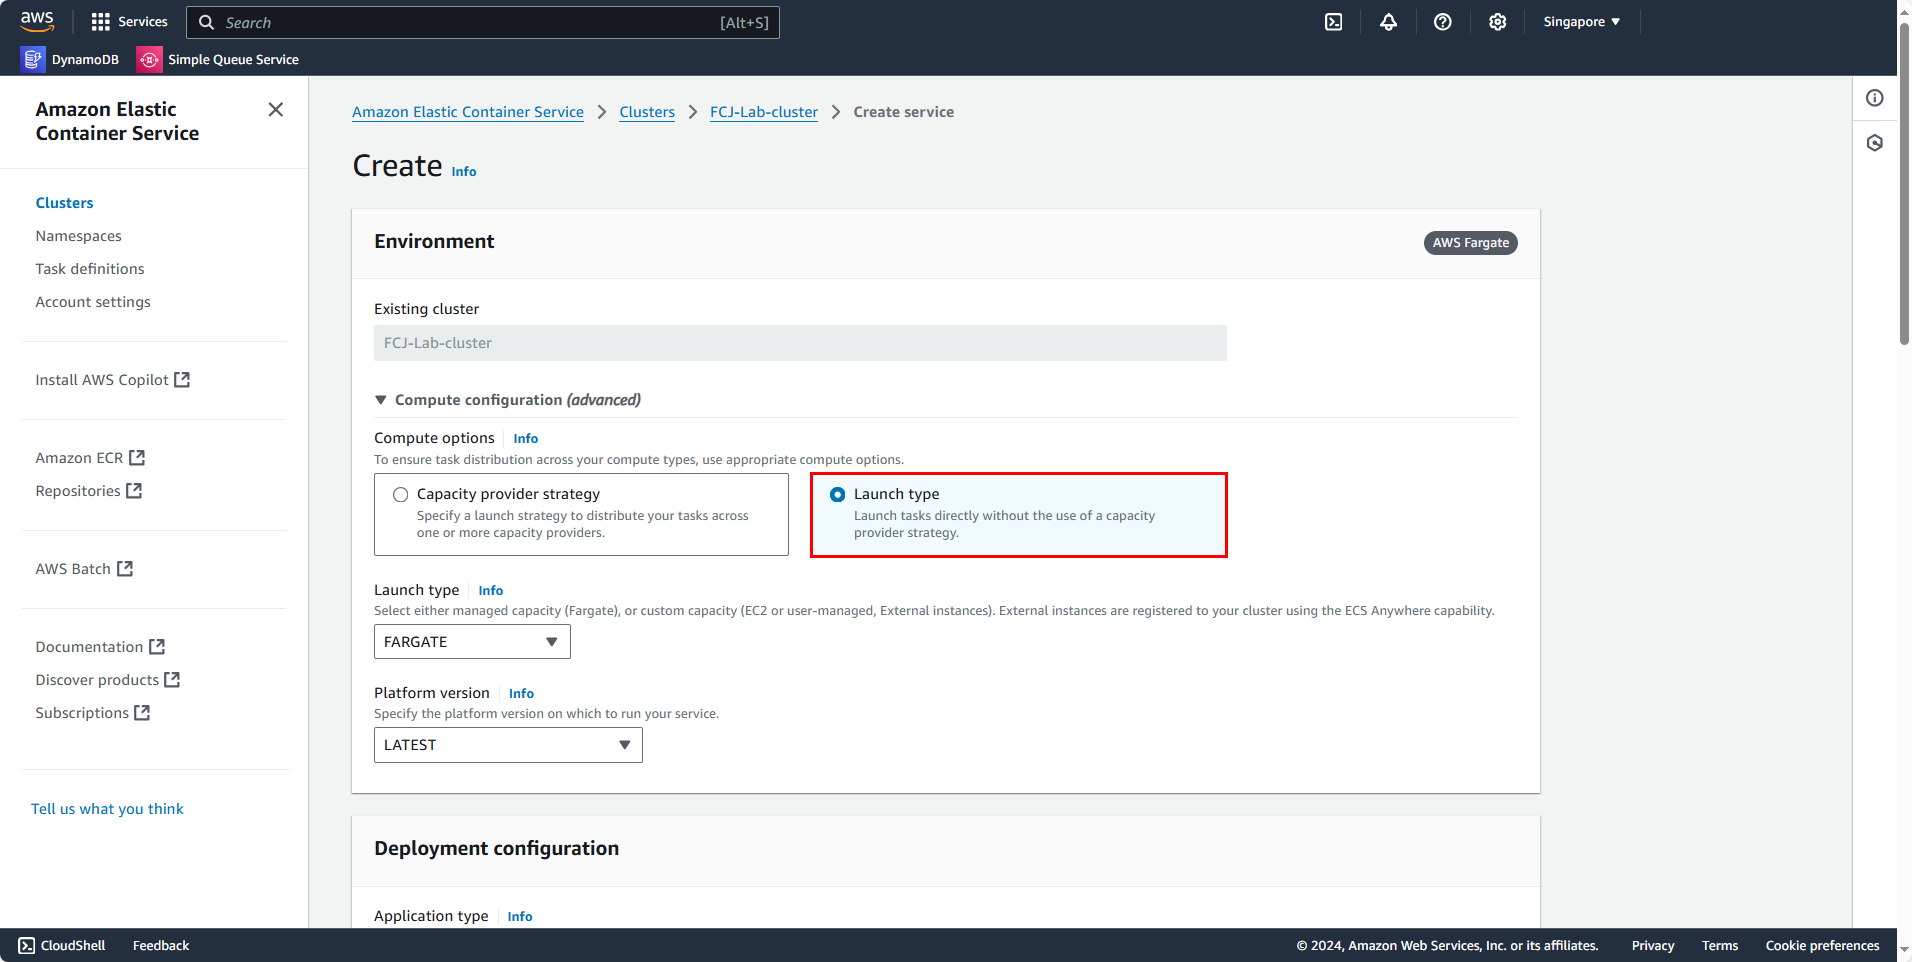 aws
Services
Search
[Alt+S]
Singapore
DynamoDB
Simple Queue Service
Amazon Elastic
Container Service
Clusters
Namespaces
Task definitions
Account settings
Install AWS Copilot
Amazon ECR
Repositories
AWS Batch
Documentation
Discover products
Subscriptions
Tell us what you think
Amazon Elastic Container Service
Clusters
FCJ-Lab-cluster
Create service
Create Info
Environment
AWS Fargate
Existing cluster
FCJ-Lab-cluster
Compute configuration (advanced)
Compute options Info
To ensure task distribution across your compute types, use appropriate compute options.
Capacity provider strategy
Specify a launch strategy to distribute your tasks across
one or more capacity providers.
Launch type
Launch tasks directly without the use of a capacity
provider strategy.
Launch type Info
Select either managed capacity (Fargate), or custom capacity (EC2 or user-managed, External instances). External instances are registered to your cluster using the ECS Anywhere capability.
FARGATE
Platform version Info
Specify the platform version on which to run your service.
LATEST
Deployment configuration
Application type Info
CloudShell
Feedback
© 2024, Amazon Web Services, Inc. or its affiliates.
Privacy
Terms
Cookie preferences